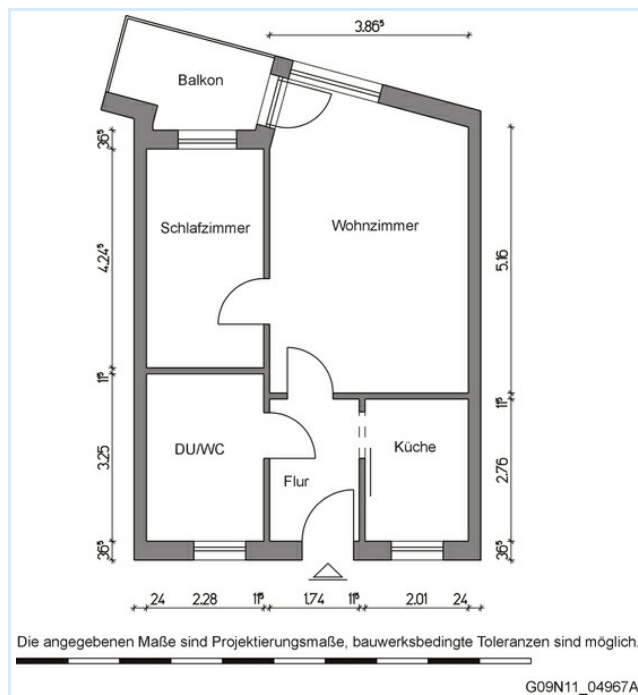 3.86⁵
Balkon
36⁵
Schlafzimmer
Wohnzimmer
4.24⁵
5.16
11⁵
11⁵
DU/WC
Küche
3.25
2.76
Flur
36⁵
36⁵
24 2.28 11⁵ 1.74 11⁵ 2.01 24
Die angegebenen Maße sind Projektierungsmaße, bauwerksbedingte Toleranzen sind möglich.
G09N11_04967A